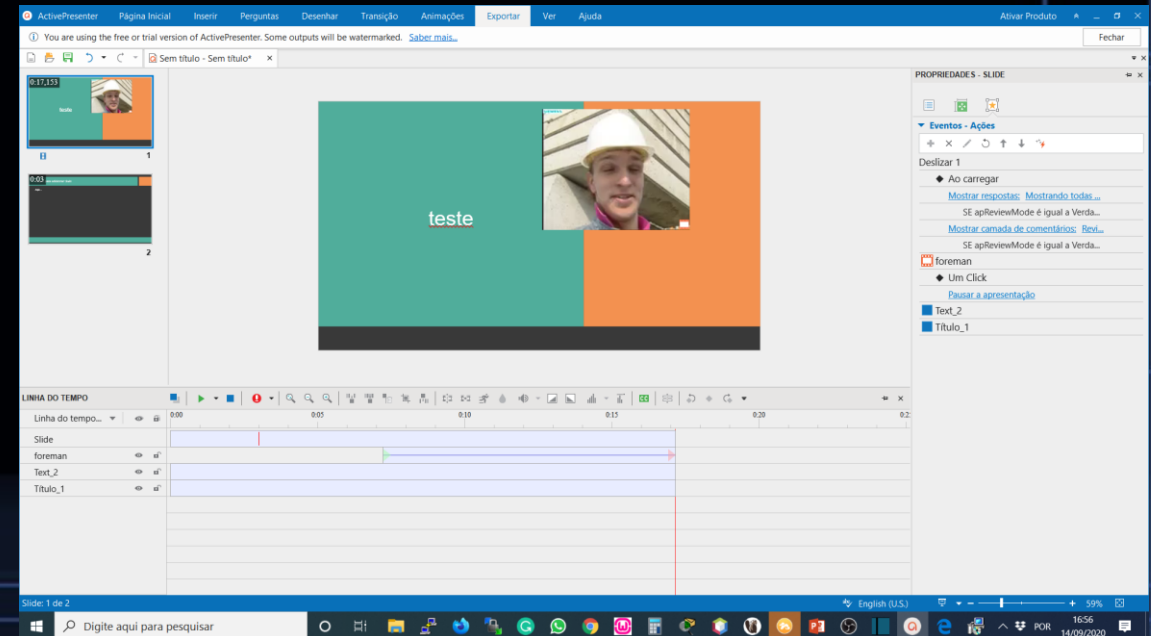 ActivePresenter Página Inicial Inserir Perguntas Desenhar Transição Animações Exportar Ver Ajuda Ativar Produto
You are using the free or trial version of ActivePresenter. Some outputs will be watermarked. Saber mais... Fechar
Sem título - Sem título*
PROPRIEDADES - SLIDE
0:17,153
teste
1
0:03
2
teste
Eventos - Ações
Deslizar 1
Ao carregar
Mostrar respostas: Mostrando todas ...
SE apReviewMode é igual a Verda...
Mostrar camada de comentários: Revi...
SE apReviewMode é igual a Verda...
foreman
Um Click
Pausar a apresentação
Text_2
Título_1
LINHA DO TEMPO
Linha do tempo... 0:00 0:05 0:10 0:15 0:20 0:2
Slide
foreman
Text_2
Título_1
Slide: 1 de 2 English (U.S.) 59%
Digite aqui para pesquisar POR 16:56
14/09/2020